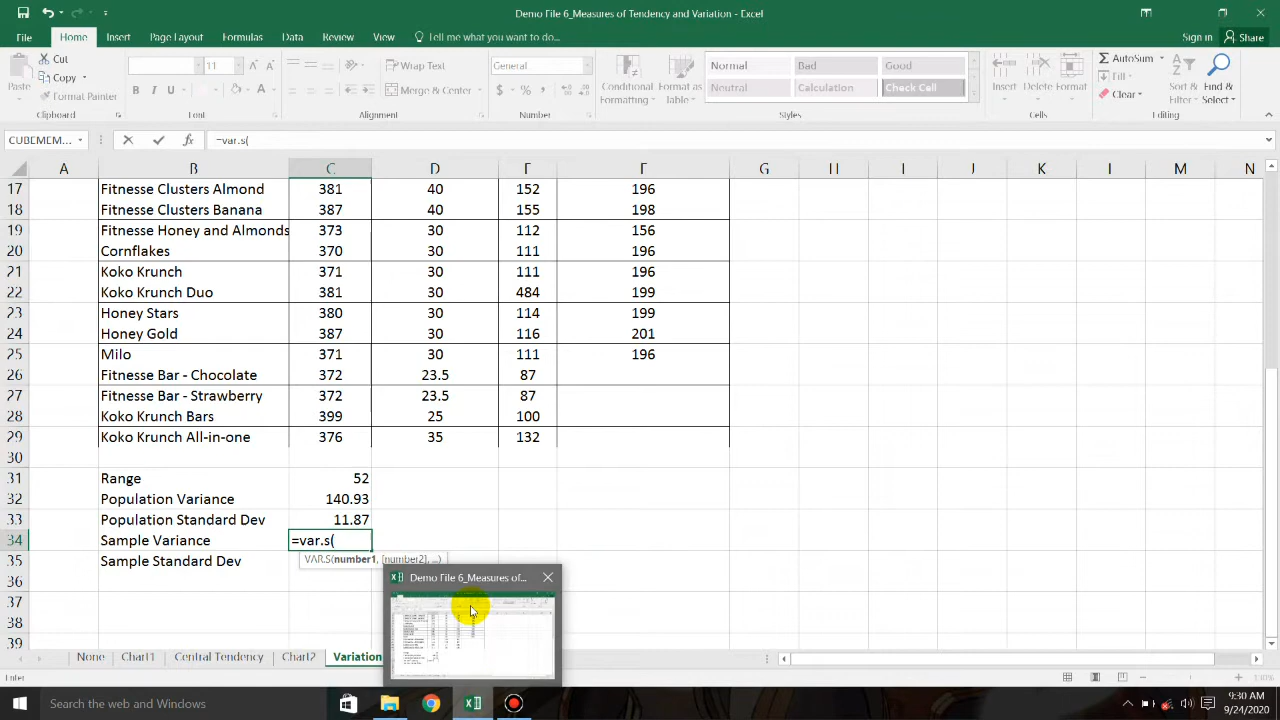 Demo File 6_Measures of Tendency and Variation - Excel
File Home Insert Page Layout Formulas Data Review View Tell me what you want to do... Sign in Share
Paste Cut Copy Format Painter Clipboard
11 B I U Font
Wrap Text Merge & Center Alignment
General $ % , Number
Conditional Formatting Format as Table Normal Bad Good Neutral Calculation Check Cell Styles
Insert Delete Format Cells
AutoSum Fill Clear Sort & Filter Find & Select Editing
CUBEMEM... fx =var.s(
A B C D E F G H I J K L M N
17 Fitnesse Clusters Almond 381 40 152 196
18 Fitnesse Clusters Banana 387 40 155 198
19 Fitnesse Honey and Almonds 373 30 112 156
20 Cornflakes 370 30 111 196
21 Koko Krunch 371 30 111 196
22 Koko Krunch Duo 381 30 484 199
23 Honey Stars 380 30 114 199
24 Honey Gold 387 30 116 201
25 Milo 371 30 111 196
26 Fitnesse Bar - Chocolate 372 23.5 87
27 Fitnesse Bar - Strawberry 372 23.5 87
28 Koko Krunch Bars 399 25 100
29 Koko Krunch All-in-one 376 35 132
30
31 Range 52
32 Population Variance 140.93
33 Population Standard Dev 11.87
34 Sample Variance =var.s(
VAR.S(number1, [number2], ...)
35 Sample Standard Dev
36
37
38
39
Demo File 6_Measures of...
None Chart6 Central Tendency Chart7 Variation
Enter 130%
Search the web and Windows
9:30 AM
9/24/2020